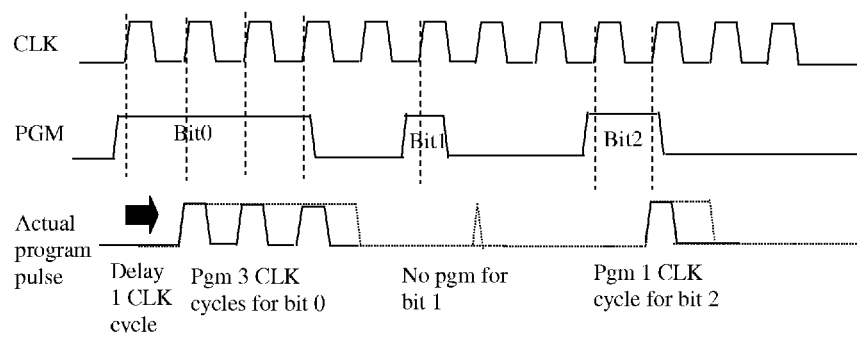 CLK
PGM
Bit0
Bit1
Bit2
Actual
program
pulse
Delay
1 CLK
cycle
Pgm 3 CLK
cycles for bit 0
No pgm for
bit 1
Pgm 1 CLK
cycle for bit 2